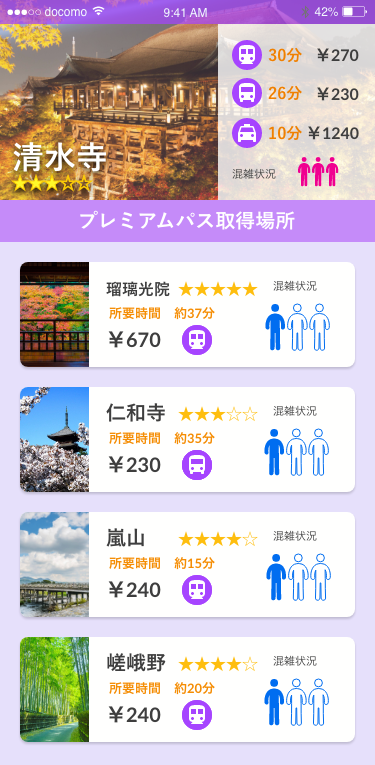 docomo 9:41 AM 42%
30分 ￥270
26分 ￥230
10分 ￥1240
混雑状況
清水寺
★★★☆☆
プレミアムパス取得場所
瑠璃光院 ★★★★★ 混雑状況
所要時間 約37分
￥670
仁和寺 ★★★☆☆ 混雑状況
所要時間 約35分
￥230
嵐山 ★★★★☆ 混雑状況
所要時間 約15分
￥240
嵯峨野 ★★★★☆ 混雑状況
所要時間 約20分
￥240